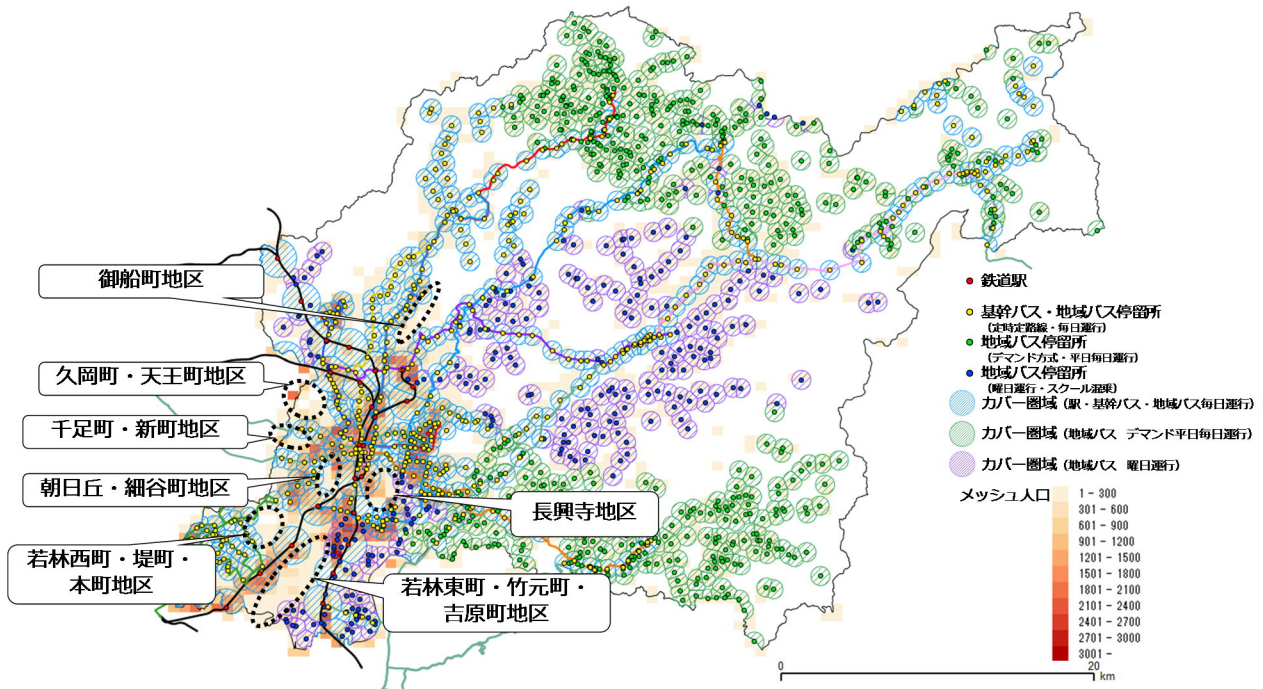 御船町地区
久岡町・天王町地区
千足町・新町地区
朝日丘・細谷町地区
若林西町・堤町・
本町地区
長興寺地区
若林東町・竹元町・
吉原町地区
鉄道駅
基幹バス・地域バス停留所
(定時定路線・毎日運行)
地域バス停留所
(デマンド方式・平日毎日運行)
地域バス停留所
(曜日運行・スクール混乗)
カバー圏域 (駅・基幹バス・地域バス毎日運行)
カバー圏域 (地域バス デマンド平日毎日運行)
カバー圏域 (地域バス 曜日運行)
メッシュ人口
1 - 300
301 - 600
601 - 900
901 - 1200
1201 - 1500
1501 - 1800
1801 - 2100
2101 - 2400
2401 - 2700
2701 - 3000
3001 -
0 20
km